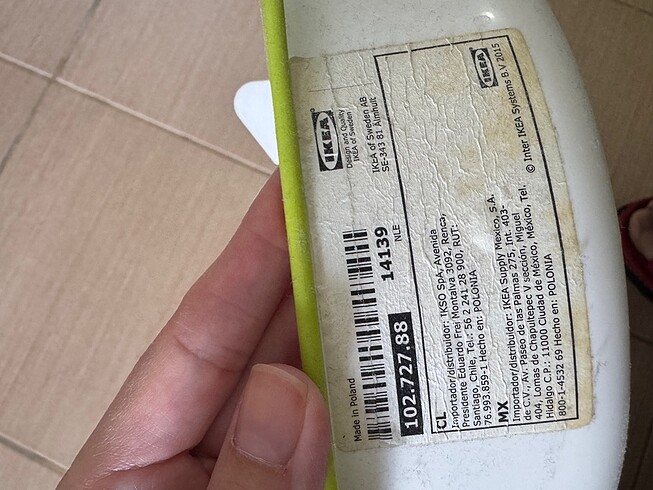 IKEA®
Design and Quality
IKEA of Sweden
IKEA of Sweden AB
SE-343 81 Älmhult
Made in Poland
14139
NLE
102.727.88
CL
Importador/distribuidor: IKSO SpA, Avenida
Presidente Eduardo Frei Montalva 3092, Renca,
Santiago, Chile, Tel.: 56 2 241 28 900, RUT:
76.993.859-1 Hecho en: POLONIA
MX
Importador/distribuidor: IKEA Supply Mexico, S.A.
de C.V., Av. Paseo de las Palmas 275, Int. 403-
404, Lomas de Chapultepec V sección, Miguel
Hidalgo C.P.: 11000 Ciudad de México, México, Tel.
800-1-4532 69 Hecho en: POLONIA
IKEA®
© Inter IKEA Systems B.V 2015